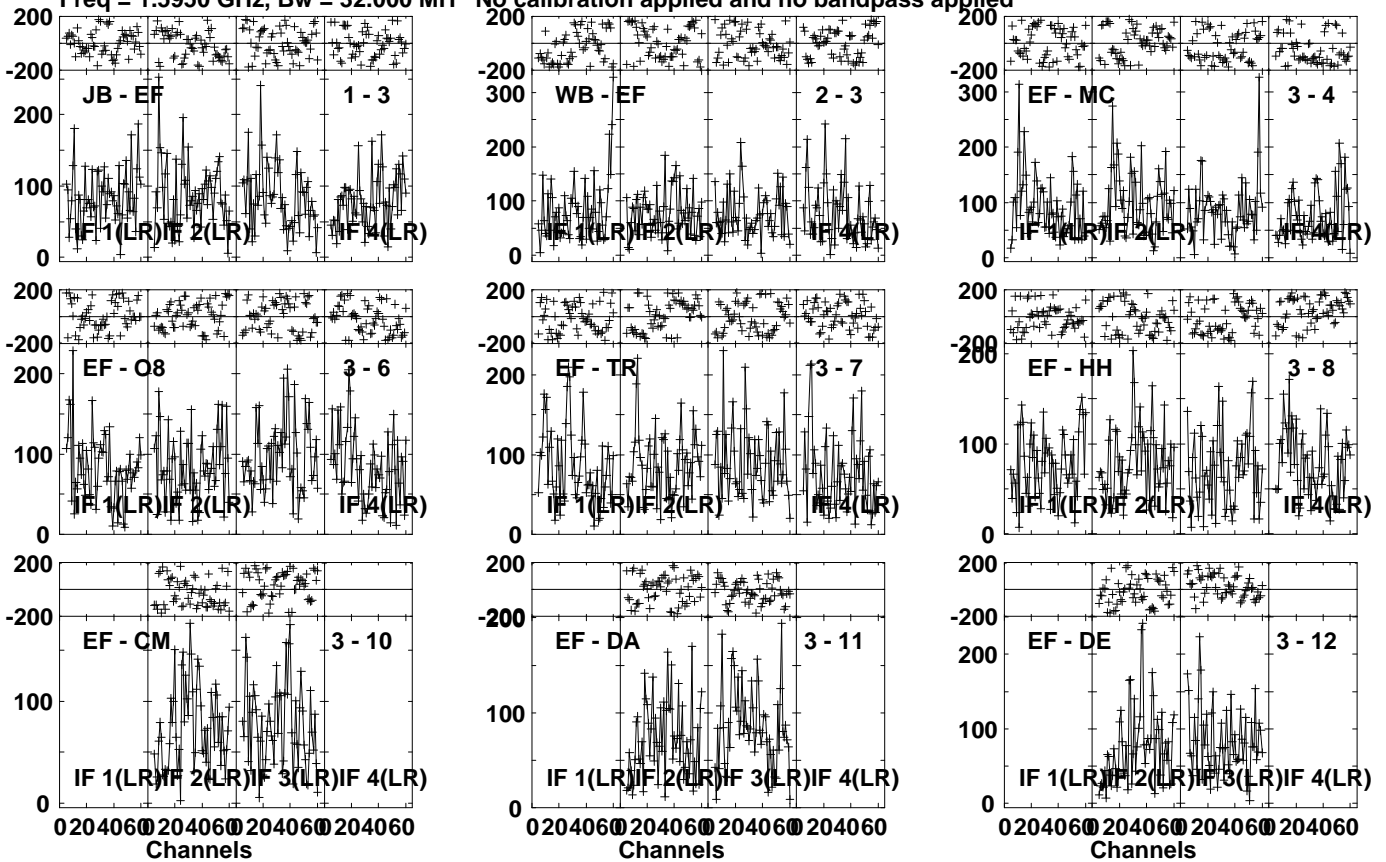 Freq = 1.5950 GHz, Bw = 32.000 MH No calibration applied and no bandpass applied
200 200 200
-200 -200 -200
JB - EF 1 - 3 WB - EF 2 - 3 EF - MC 3 - 4
200 300 300
100 200 200
0 100 100
0 0
IF 1(LR) IF 2(LR) IF 4(LR) IF 1(LR) IF 2(LR) IF 4(LR) IF 1(LR) IF 2(LR) IF 4(LR)
200 200 200
-200 -200 -200
EF - O8 3 - 6 EF - TR 3 - 7 EF - HH 3 - 8
200 200 200
100 100 100
IF 1(LR) IF 2(LR) IF 4(LR) IF 1(LR) IF 2(LR) IF 4(LR) IF 1(LR) IF 2(LR) IF 4(LR)
0 0 0
200 200 200
-200 -200 200 -200
EF - CM 3 - 10 EF - DA 3 - 11 EF - DE 3 - 12
200
100 100 100
IF 1(LR) IF 2(LR) IF 3(LR) IF 4(LR) IF 1(LR) IF 2(LR) IF 3(LR) IF 4(LR) IF 1(LR) IF 2(LR) IF 3(LR) IF 4(LR)
0 0 0
0 20 40 60 0 20 40 60 0 20 40 60 0 20 40 60 0 20 40 60 0 20 40 60 0 20 40 60 0 20 40 60 0 20 40 60 0 20 40 60 0 20 40 60 0 20 40 60
Channels Channels Channels